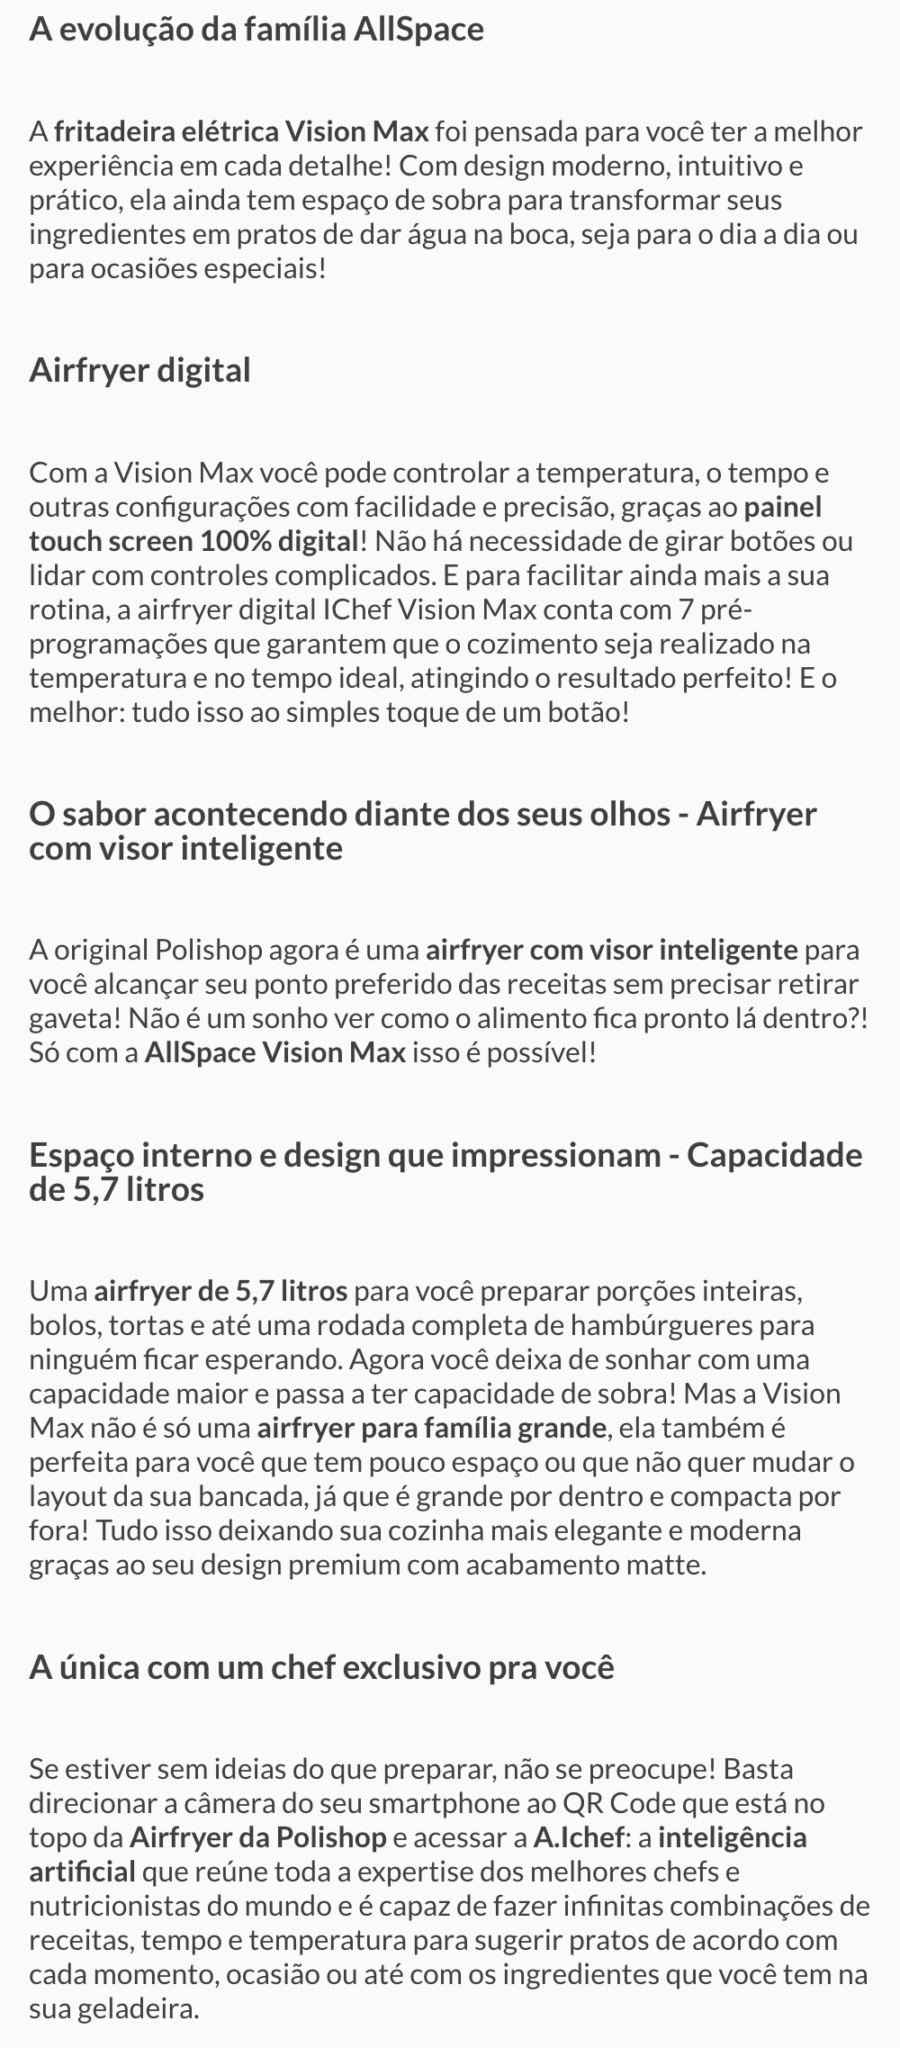 A evolução da família AllSpace
A fritadeira elétrica Vision Max foi pensada para você ter a melhor
experiência em cada detalhe! Com design moderno, intuitivo e
prático, ela ainda tem espaço de sobra para transformar seus
ingredientes em pratos de dar água na boca, seja para o dia a dia ou
para ocasiões especiais!
Airfryer digital
Com a Vision Max você pode controlar a temperatura, o tempo e
outras configurações com facilidade e precisão, graças ao painel
touch screen 100% digital! Não há necessidade de girar botões ou
lidar com controles complicados. E para facilitar ainda mais a sua
rotina, a airfryer digital IChef Vision Max conta com 7 pré-
programações que garantem que o cozimento seja realizado na
temperatura e no tempo ideal, atingindo o resultado perfeito! E o
melhor: tudo isso ao simples toque de um botão!
O sabor acontecendo diante dos seus olhos - Airfryer
com visor inteligente
A original Polishop agora é uma airfryer com visor inteligente para
você alcançar seu ponto preferido das receitas sem precisar retirar
gaveta! Não é um sonho ver como o alimento fica pronto lá dentro?!
Só com a AllSpace Vision Max isso é possível!
Espaço interno e design que impressionam - Capacidade
de 5,7 litros
Uma airfryer de 5,7 litros para você preparar porções inteiras,
bolos, tortas e até uma rodada completa de hambúrgueres para
ninguém ficar esperando. Agora você deixa de sonhar com uma
capacidade maior e passa a ter capacidade de sobra! Mas a Vision
Max não é só uma airfryer para família grande, ela também é
perfeita para você que tem pouco espaço ou que não quer mudar o
layout da sua bancada, já que é grande por dentro e compacta por
fora! Tudo isso deixando sua cozinha mais elegante e moderna
graças ao seu design premium com acabamento matte.
A única com um chef exclusivo pra você
Se estiver sem ideias do que preparar, não se preocupe! Basta
direcionar a câmera do seu smartphone ao QR Code que está no
topo da Airfryer da Polishop e acessar a A.Ichef: a inteligência
artificial que reúne toda a expertise dos melhores chefs e
nutricionistas do mundo e é capaz de fazer infinitas combinações de
receitas, tempo e temperatura para sugerir pratos de acordo com
cada momento, ocasião ou até com os ingredientes que você tem na
sua geladeira.